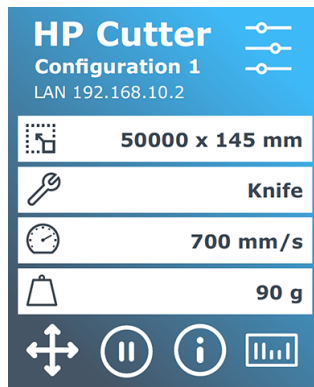 HP Cutter
Configuration 1
LAN 192.168.10.2
50000 x 145 mm
Knife
700 mm/s
90 g